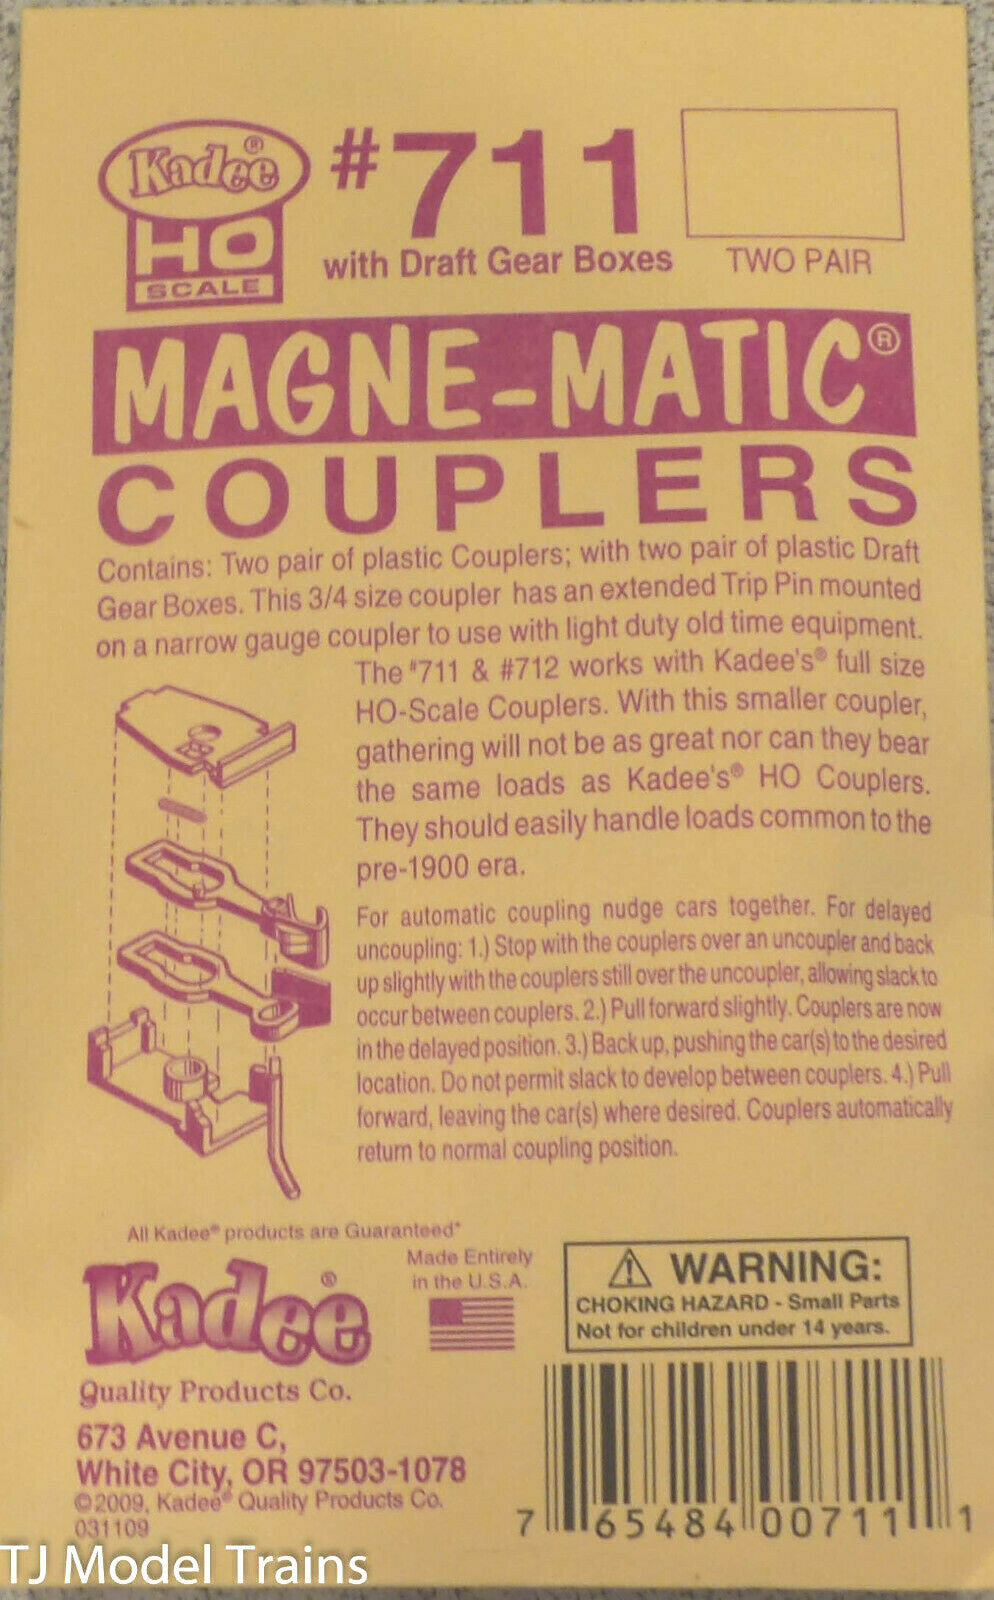 Kadee®
HO
SCALE
#711
with Draft Gear Boxes
TWO PAIR
MAGNE-MATIC®
COUPLERS
Contains: Two pair of plastic Couplers; with two pair of plastic Draft
Gear Boxes. This 3/4 size coupler has an extended Trip Pin mounted
on a narrow gauge coupler to use with light duty old time equipment.
The #711 & #712 works with Kadee's® full size
HO-Scale Couplers. With this smaller coupler,
gathering will not be as great nor can they bear
the same loads as Kadee's® HO Couplers.
They should easily handle loads common to the
pre-1900 era.
For automatic coupling nudge cars together. For delayed
uncoupling: 1.) Stop with the couplers over an uncoupler and back
up slightly with the couplers still over the uncoupler, allowing slack to
occur between couplers. 2.) Pull forward slightly. Couplers are now
in the delayed position. 3.) Back up, pushing the car(s) to the desired
location. Do not permit slack to develop between couplers. 4.) Pull
forward, leaving the car(s) where desired. Couplers automatically
return to normal coupling position.
All Kadee® products are Guaranteed*
Made Entirely
in the U.S.A.
Kadee®
Quality Products Co.
673 Avenue C,
White City, OR 97503-1078
©2009, Kadee® Quality Products Co.
031109
WARNING:
CHOKING HAZARD - Small Parts
Not for children under 14 years.
7 65484 00711 1
TJ Model Trains